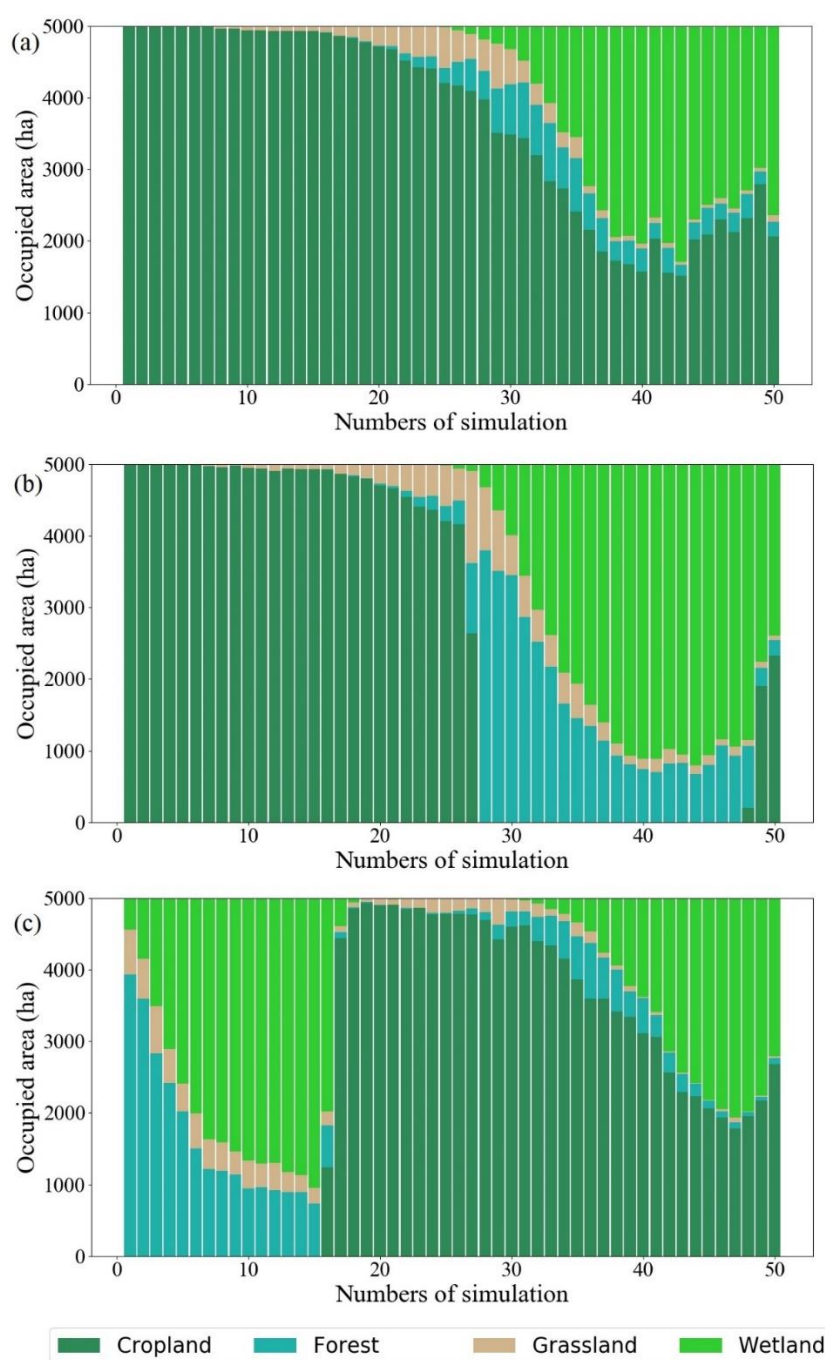 (a)
5000
4000
3000
2000
1000
0
Occupied area (ha)
0 10 20 30 40 50
Numbers of simulation
(b)
5000
4000
3000
2000
1000
0
Occupied area (ha)
0 10 20 30 40 50
Numbers of simulation
(c)
5000
4000
3000
2000
1000
0
Occupied area (ha)
0 10 20 30 40 50
Numbers of simulation
Cropland Forest Grassland Wetland